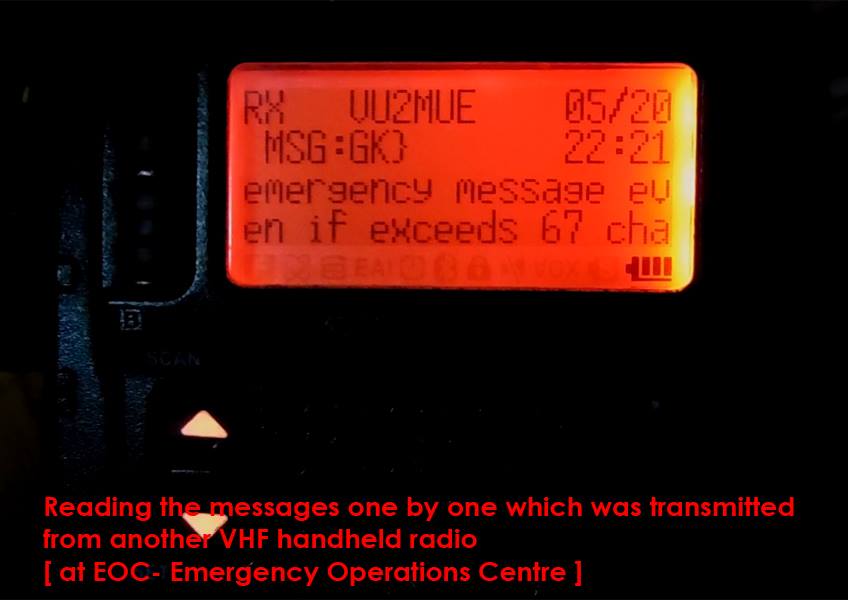 RX VU2MUE 05/20
MSG:GK} 22:21
emergency message ev
en if exceeds 67 cha
B
SCAN
Reading the messages one by one which was transmitted
from another VHF handheld radio
[ at EOC- Emergency Operations Centre ]